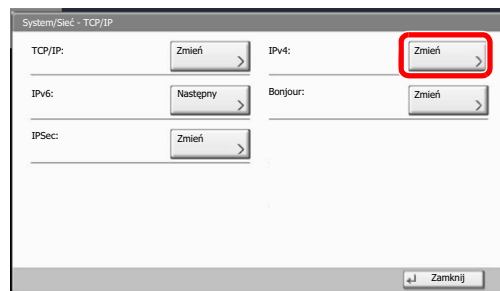 System/Sieć - TCP/IP
TCP/IP: Zmień IPv4: Zmień
IPv6: Następny Bonjour: Zmień
IPSec: Zmień
Zamknij